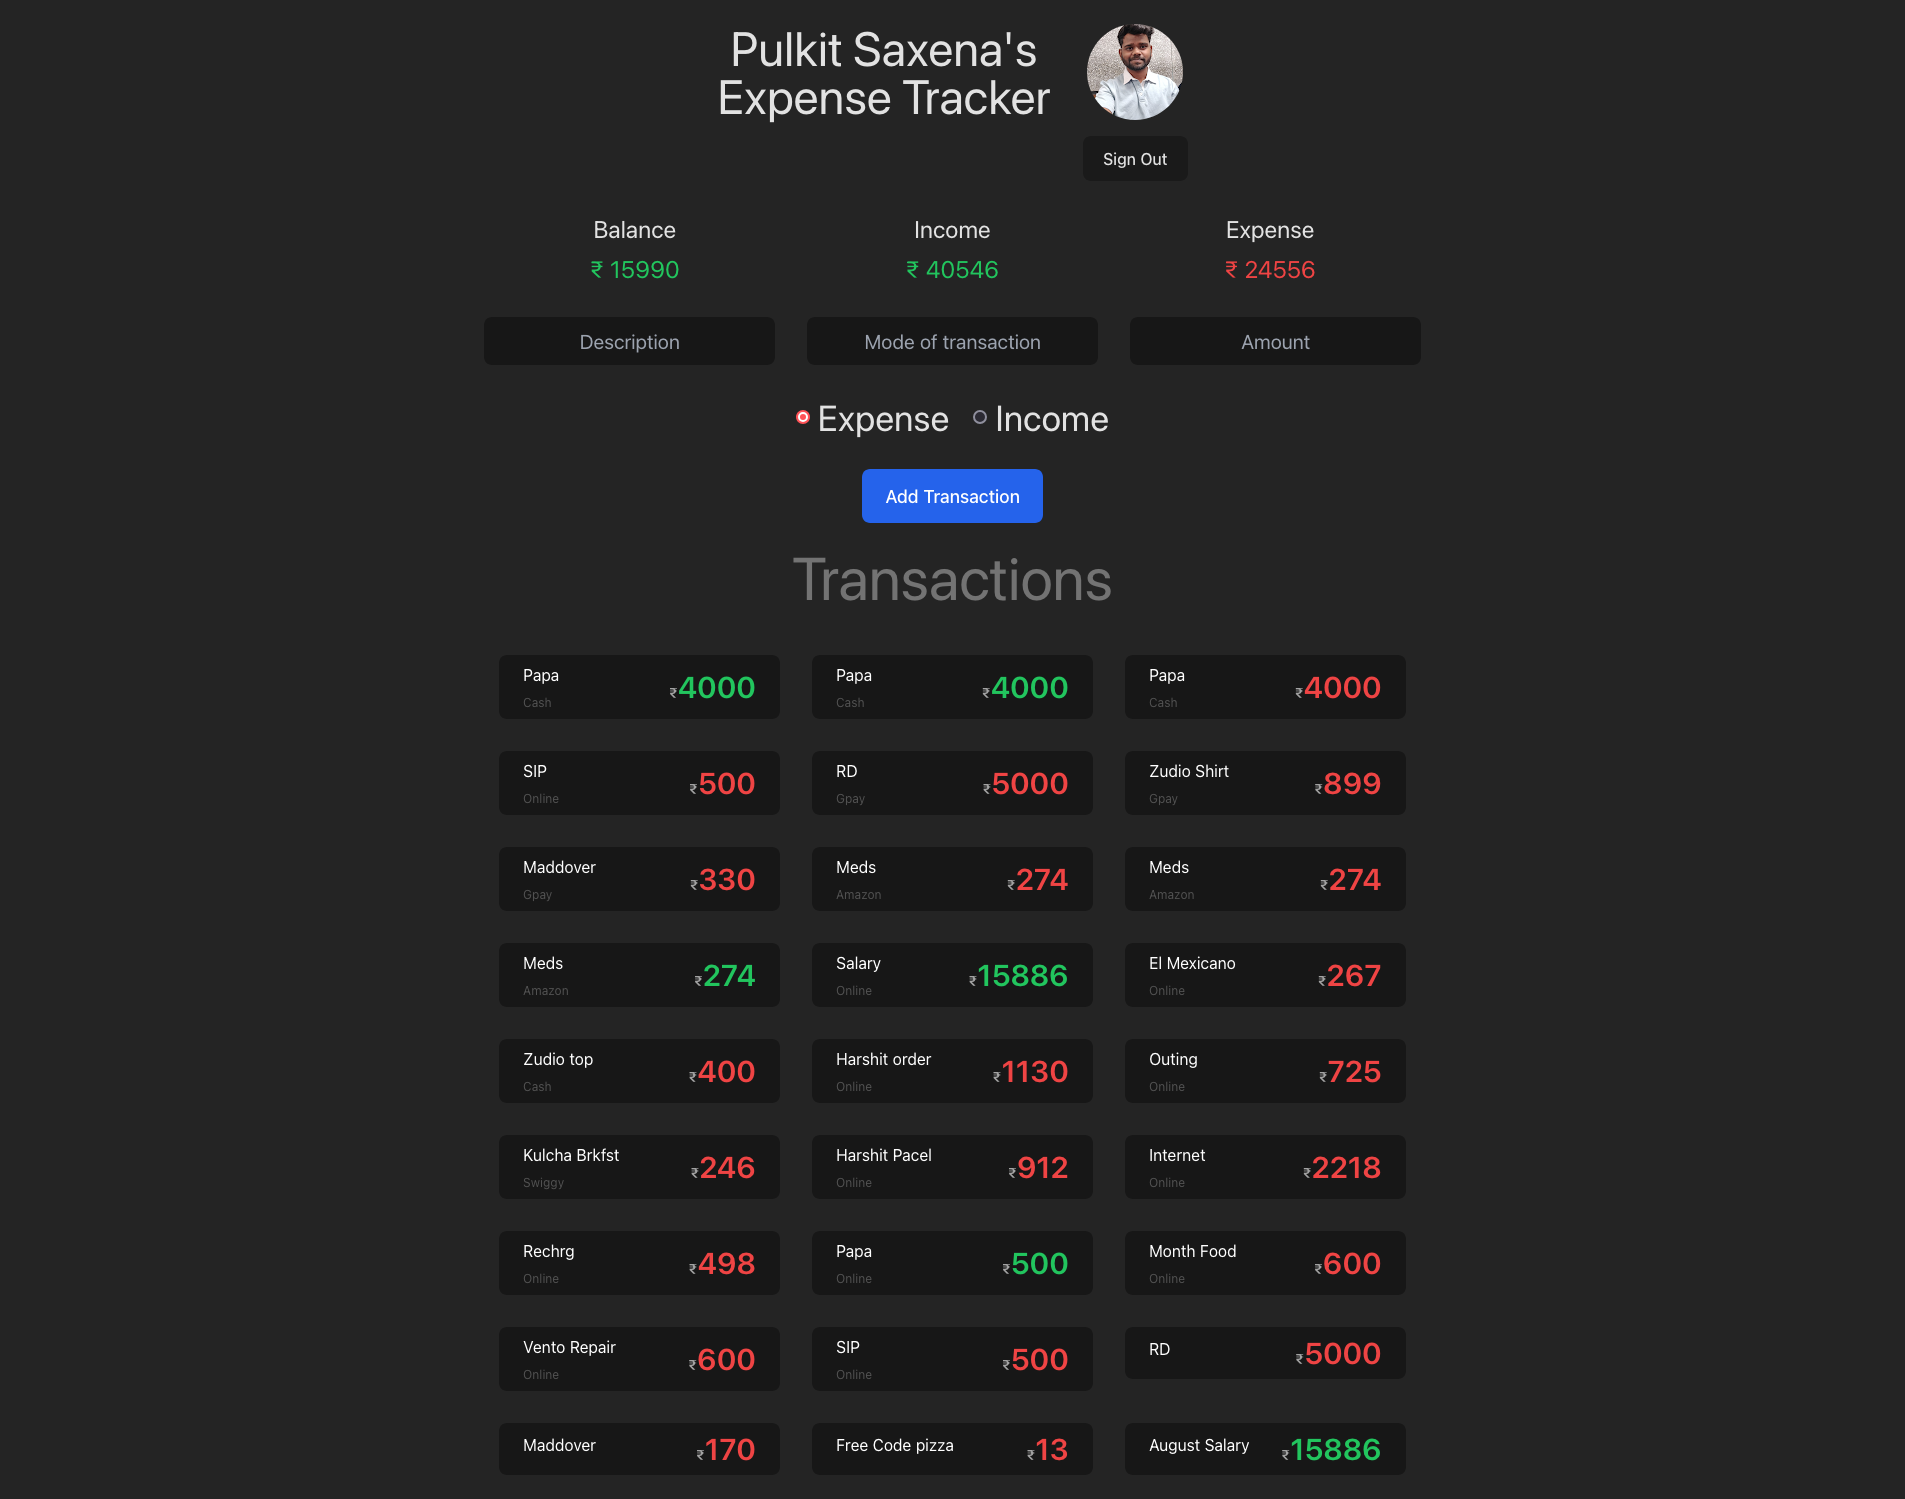 Pulkit Saxena's
Expense Tracker
Sign Out
Balance
Income
Expense
₹ 15990
₹ 40546
₹ 24556
Description
Mode of transaction
Amount
Expense
Income
Add Transaction
Transactions
Papa
Cash
₹4000
Papa
Cash
₹4000
Papa
Cash
₹4000
SIP
Online
₹500
RD
Gpay
₹5000
Zudio Shirt
Gpay
₹899
Maddover
Gpay
₹330
Meds
Amazon
₹274
Meds
Amazon
₹274
Meds
Amazon
₹274
Salary
Online
₹15886
El Mexicano
Online
₹267
Zudio top
Cash
₹400
Harshit order
Online
₹1130
Outing
Online
₹725
Kulcha Brkfst
Swiggy
₹246
Harshit Pacel
Online
₹912
Internet
Online
₹2218
Rechrg
Online
₹498
Papa
Online
₹500
Month Food
Online
₹600
Vento Repair
Online
₹600
SIP
Online
₹500
RD
₹5000
Maddover
₹170
Free Code pizza
₹13
August Salary
₹15886